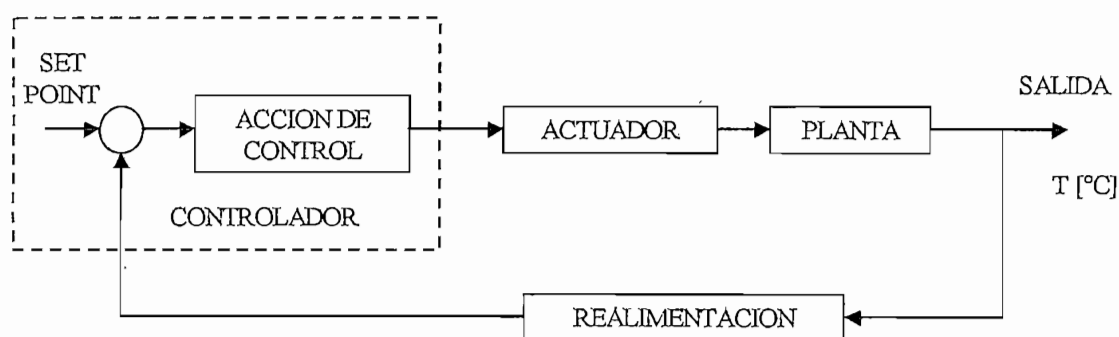 SET
POINT
ACCION DE
CONTROL
CONTROLADOR
ACTUADOR
PLANTA
SALIDA
T [°C]
REALIMENTACION